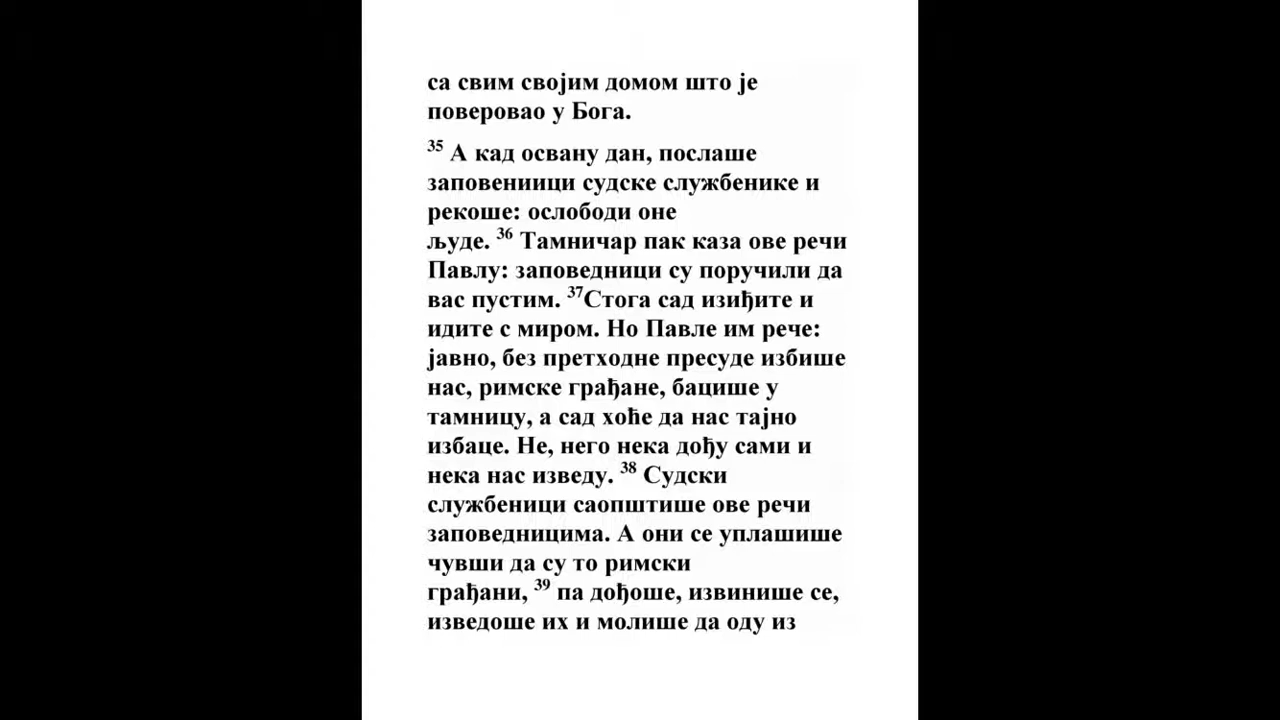 са свим својим домом што је
поверовао у Бога.
35 А кад освану дан, послаше
заповениици судске службенике и
рекоше: ослободи оне
људе. 36 Тамничар пак каза ове речи
Павлу: заповедници су поручили да
вас пустим. 37Стога сад изиђите и
идите с миром. Но Павле им рече:
јавно, без претходне пресуде избише
нас, римске грађане, бацише у
тамницу, а сад хоће да нас тајно
избаце. Не, него нека дођу сами и
нека нас изведу. 38 Судски
службеници саопштише ове речи
заповедницима. А они се уплашише
чувши да су то римски
грађани, 39 па дођоше, извинише се,
изведоше их и молише да оду из